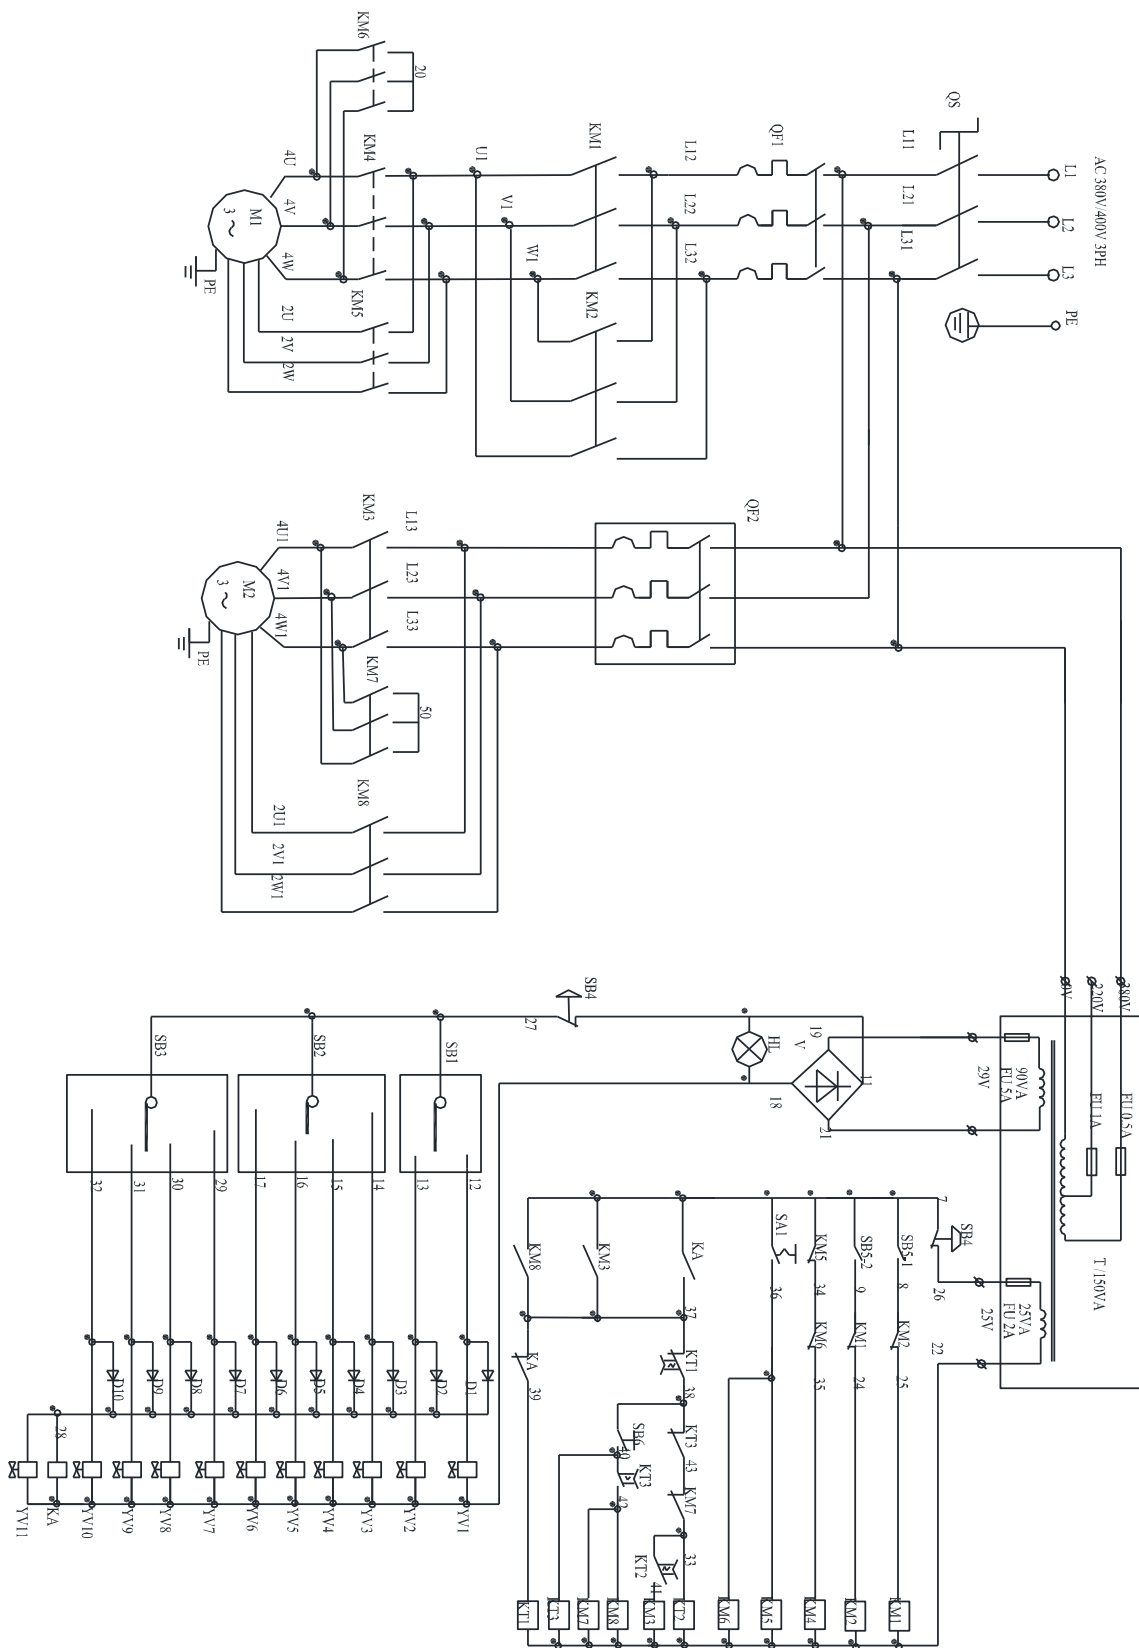 AC 380V/400V 3PH
L1
L2
L3
PE
QS
L11
L21
L31
QF1
L12
L22
L32
KM1
KM2
U1
V1
W1
KM6
20
KM4
KM5
4U
4V
4W
2U
2V
2W
M1
3
PE
QF2
L13
L23
L33
KM3
KM7
50
KM8
4U1
4V1
4W1
2U1
2V1
2W1
M2
3
PE
0V
220V
380V
FU 0.5A
FU 1A
T /150VA
90VA
FU 5A
29V
25VA
FU 2A
25V
11
19
V
HL
18
21
SB4
27
SB1
SB2
SB3
12
13
14
15
16
17
29
30
31
32
D1
D2
D3
D4
D5
D6
D7
D8
D9
D10
28
YV1
YV2
YV3
YV4
YV5
YV6
YV7
YV8
YV9
YV10
KA
YV11
7
SB4
26
22
SB5-1
8
KM2
25
SB5-2
9
KM1
24
KM5
34
KM6
35
SA1
36
KA
37
KT1
38
KT3
43
KM7
33
KT2
41
SB6
40
KT3
42
KM3
KM8
KA
39
KM1
KM2
KM4
KM5
KM6
KT2
KM3
KM8
KM7
KT3
KT1